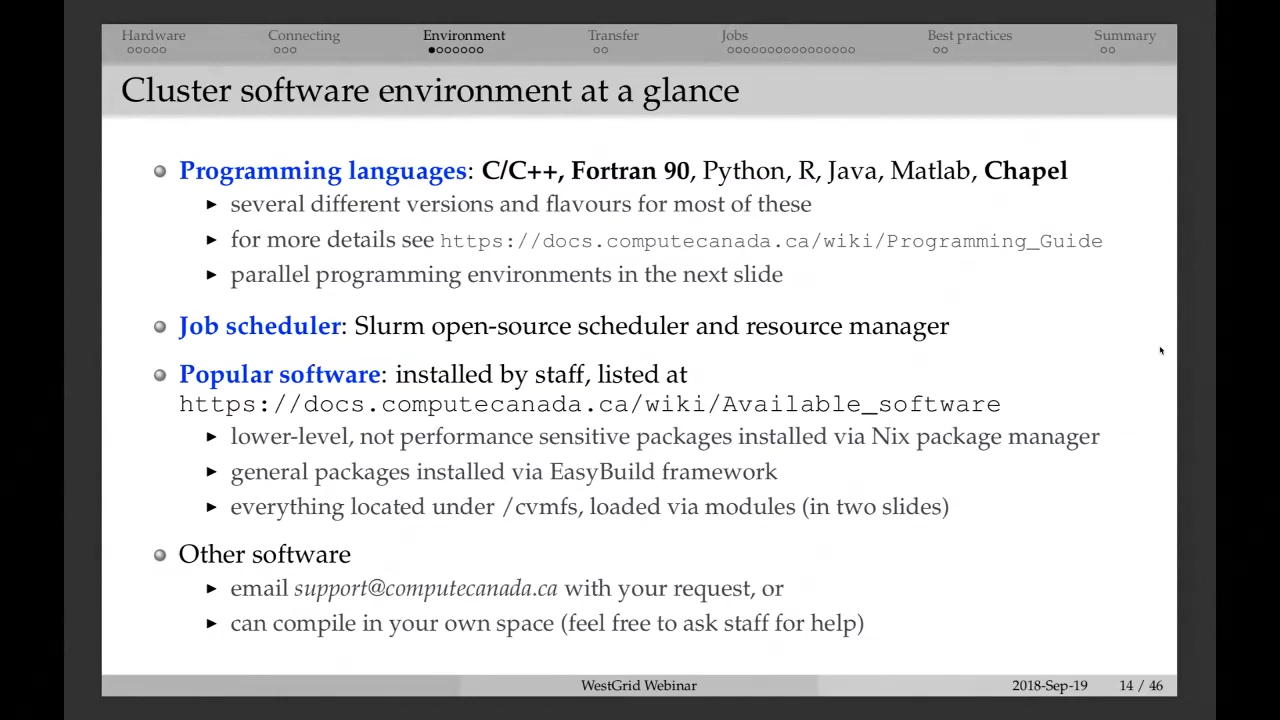 Hardware Connecting Environment Transfer Jobs Best practices Summary
Cluster software environment at a glance
Programming languages: C/C++, Fortran 90, Python, R, Java, Matlab, Chapel
several different versions and flavours for most of these
for more details see https://docs.computecanada.ca/wiki/Programming_Guide
parallel programming environments in the next slide
Job scheduler: Slurm open-source scheduler and resource manager
Popular software: installed by staff, listed at
https://docs.computecanada.ca/wiki/Available_software
lower-level, not performance sensitive packages installed via Nix package manager
general packages installed via EasyBuild framework
everything located under /cvmfs, loaded via modules (in two slides)
Other software
email support@computecanada.ca with your request, or
can compile in your own space (feel free to ask staff for help)
WestGrid Webinar 2018-Sep-19 14 / 46